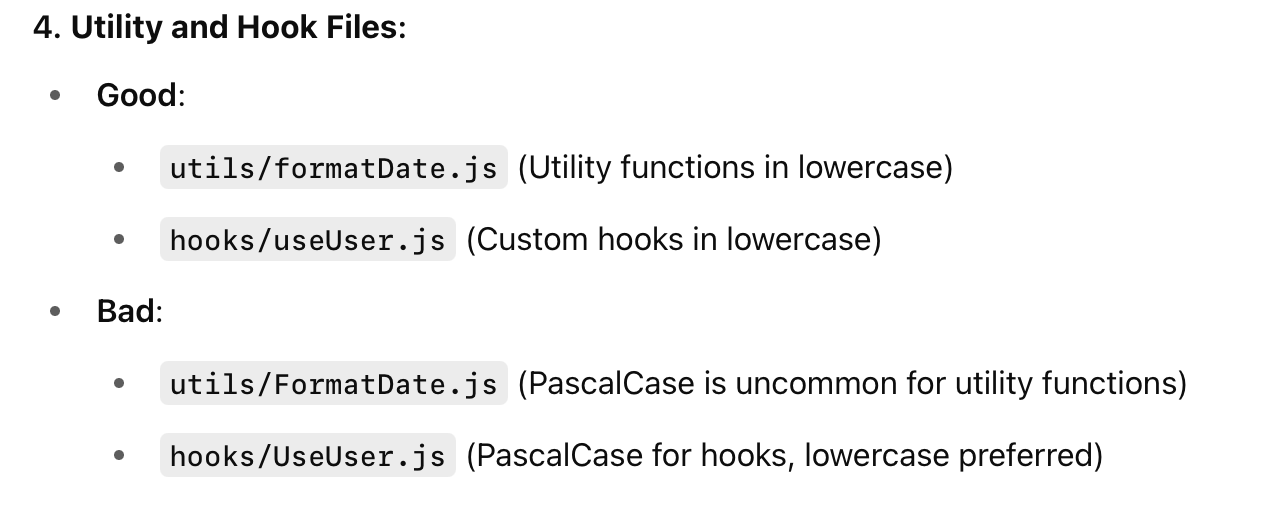 4. Utility and Hook Files:
• Good:
• utils/formatDate.js (Utility functions in lowercase)
• hooks/useUser.js (Custom hooks in lowercase)
• Bad:
• utils/FormatDate.js (PascalCase is uncommon for utility functions)
• hooks/UseUser.js (PascalCase for hooks, lowercase preferred)